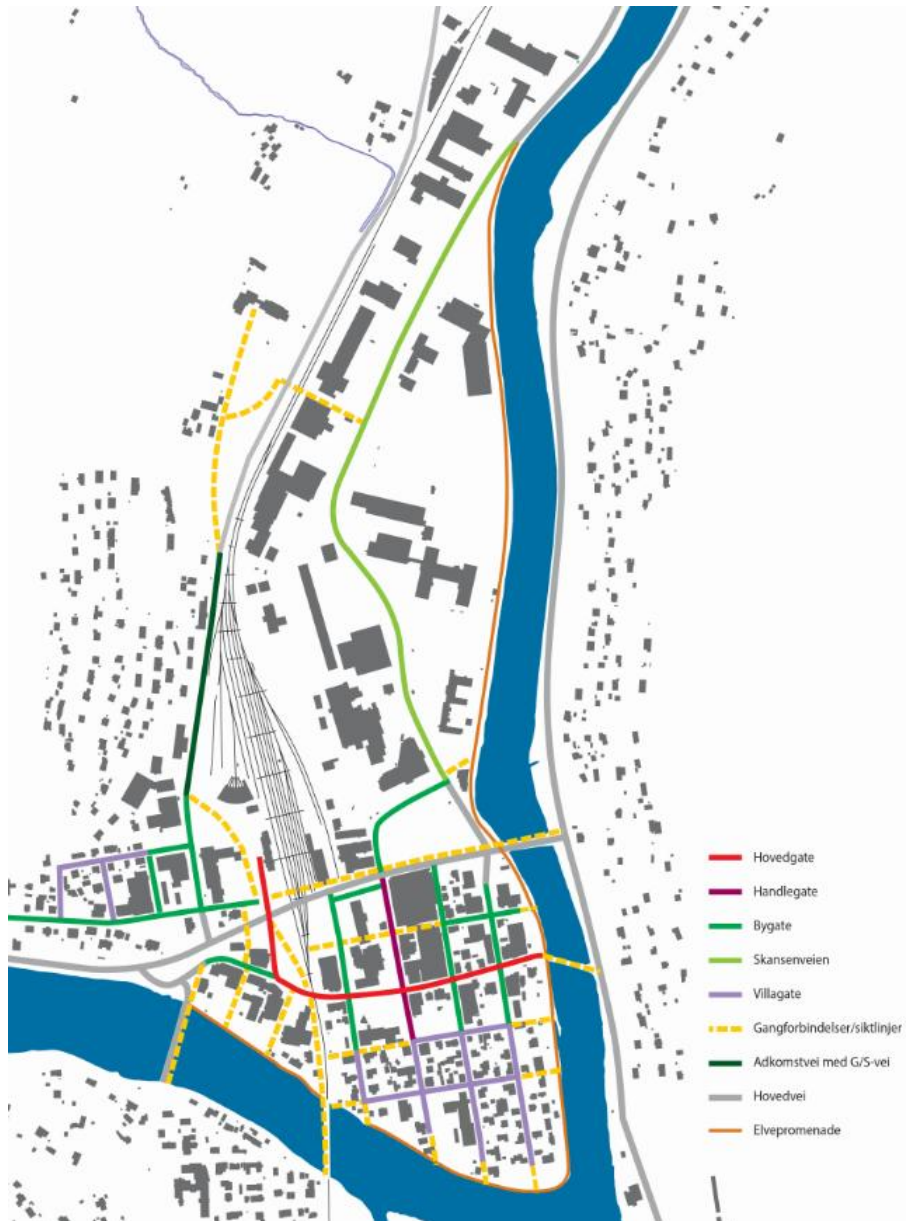 Hovedgate
Handlegate
Bygate
Skansenveien
Villagate
Gangforbindelser/siktlinjer
Adkomstvei med G/S-vei
Hovedvei
Elvepromenade